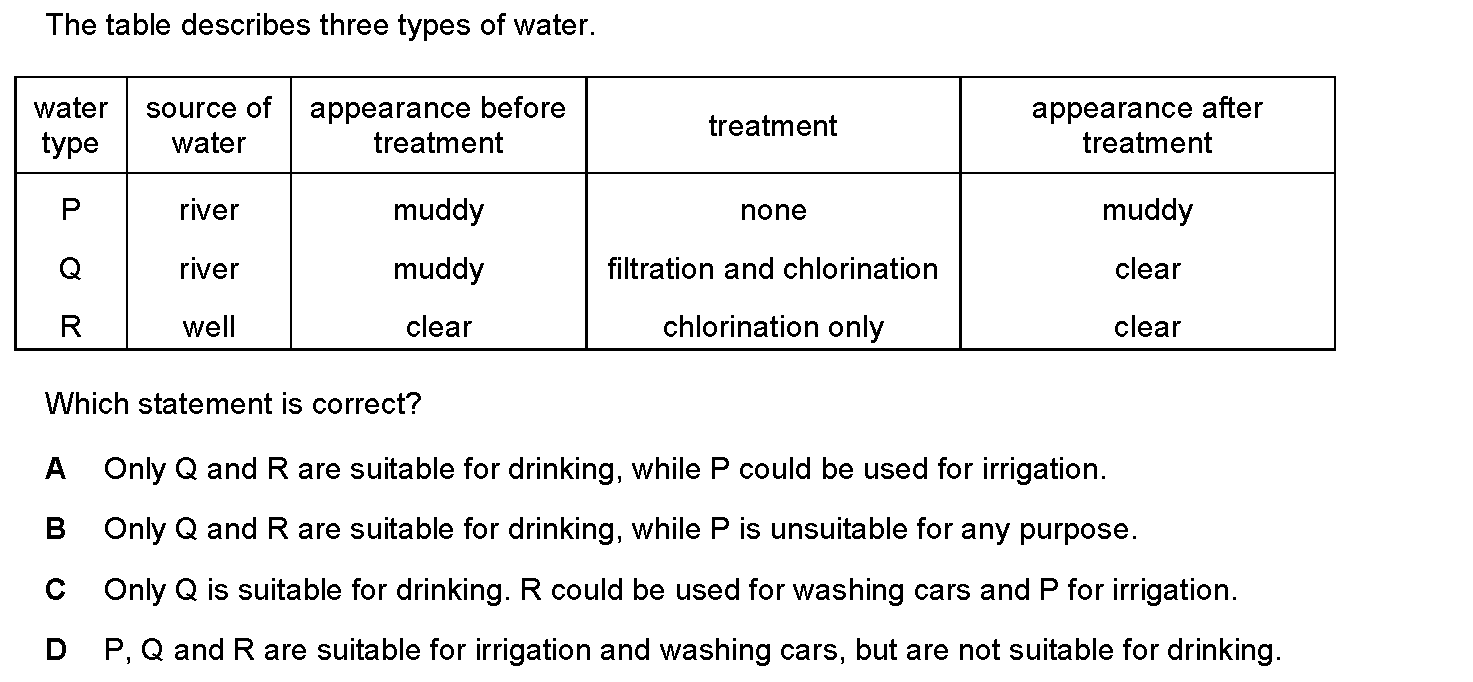 The table describes three types of water.
water type source of water appearance before treatment treatment appearance after treatment
P river muddy none muddy
Q river muddy filtration and chlorination clear
R well clear chlorination only clear
Which statement is correct?
A Only Q and R are suitable for drinking, while P could be used for irrigation.
B Only Q and R are suitable for drinking, while P is unsuitable for any purpose.
C Only Q is suitable for drinking. R could be used for washing cars and P for irrigation.
D P, Q and R are suitable for irrigation and washing cars, but are not suitable for drinking.